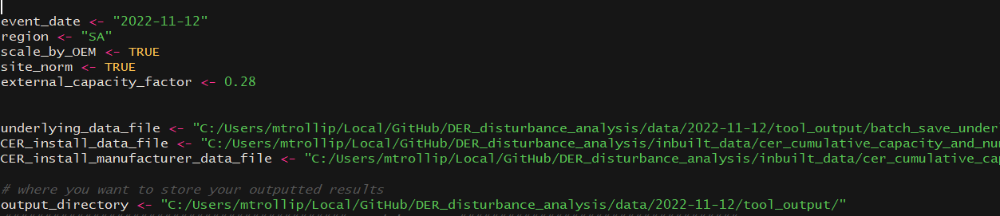 event_date <- "2022-11-12"
region <- "SA"
scale_by_OEM <- TRUE
site_norm <- TRUE
external_capacity_factor <- 0.28
underlying_data_file <- "C:/Users/mtrollip/Local/GitHub/DER_disturbance_analysis/data/2022-11-12/tool_output/batch_save_under
CER_install_data_file <- "C:/Users/mtrollip/Local/GitHub/DER_disturbance_analysis/inbuilt_data/cer_cumulative_capacity_and_nu
CER_install_manufacturer_data_file <- "C:/Users/mtrollip/Local/GitHub/DER_disturbance_analysis/inbuilt_data/cer_cumulative_ca
# where you want to store your outputted results
output_directory <- "C:/Users/mtrollip/Local/GitHub/DER_disturbance_analysis/data/2022-11-12/tool_output/"